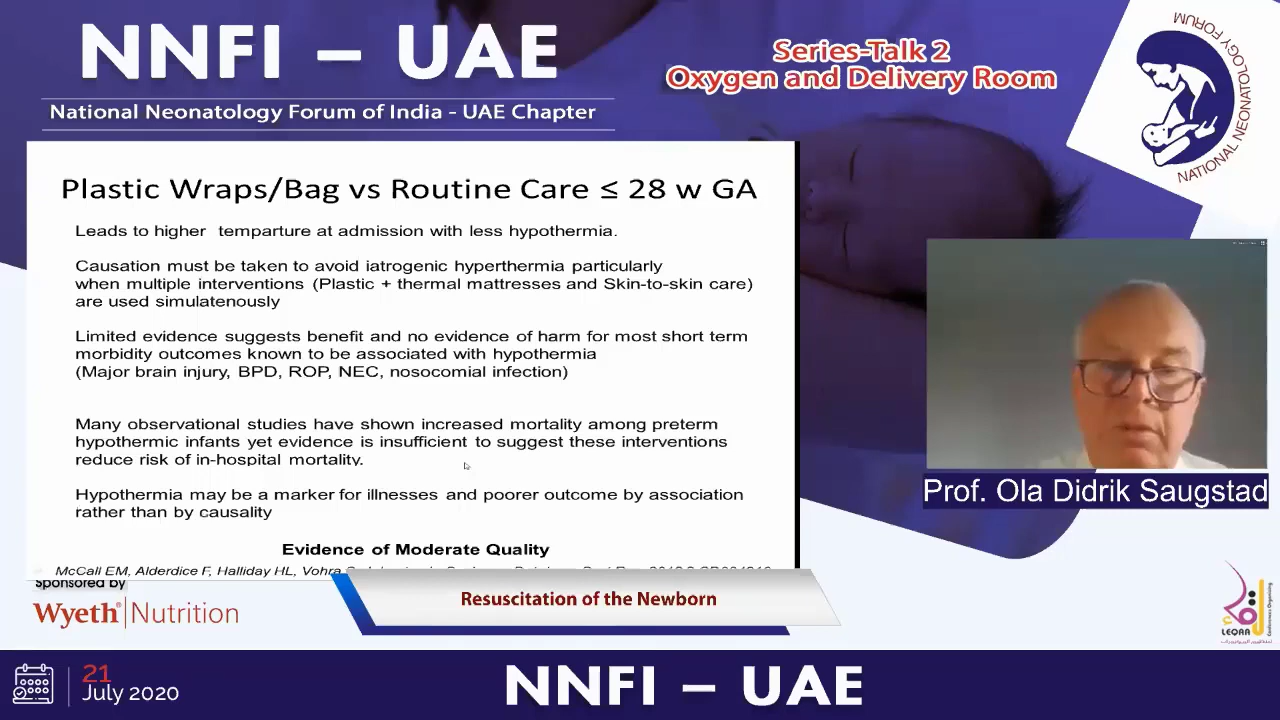 NNFI – UAE
National Neonatology Forum of India - UAE Chapter
Series-Talk 2
Oxygen and Delivery Room
NATIONAL NEONATOLOGY FORUM
Plastic Wraps/Bag vs Routine Care ≤ 28 w GA
Leads to higher temparture at admission with less hypothermia.
Causation must be taken to avoid iatrogenic hyperthermia particularly
when multiple interventions (Plastic + thermal mattresses and Skin-to-skin care)
are used simulatenously
Limited evidence suggests benefit and no evidence of harm for most short term
morbidity outcomes known to be associated with hypothermia
(Major brain injury, BPD, ROP, NEC, nosocomial infection)
Many observational studies have shown increased mortality among preterm
hypothermic infants yet evidence is insufficient to suggest these interventions
reduce risk of in-hospital mortality.
Hypothermia may be a marker for illnesses and poorer outcome by association
rather than by causality
Evidence of Moderate Quality
McCall EM, Alderdice F, Halliday HL, Vohra
Prof. Ola Didrik Saugstad
Sponsored by
Wyeth® Nutrition
Resuscitation of the Newborn
LEQAA
21
July 2020
NNFI – UAE